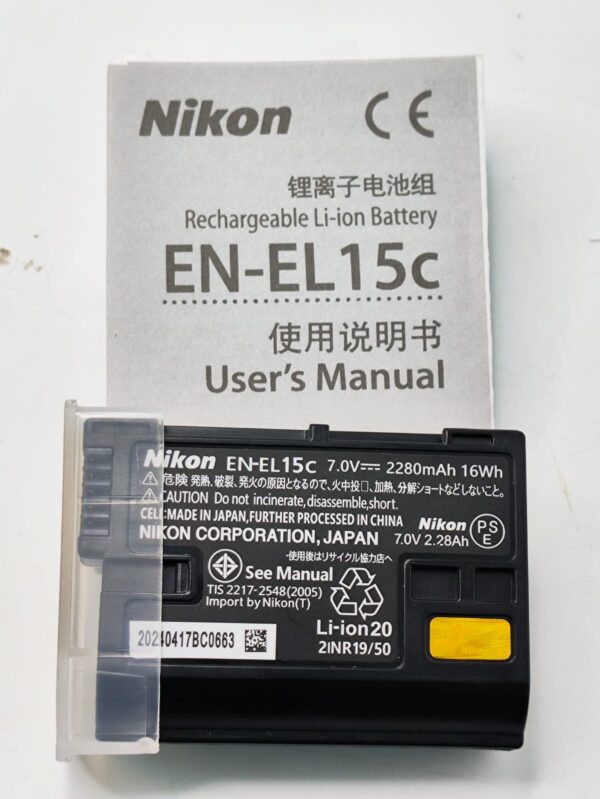 Nikon CE
锂离子电池组
Rechargeable Li-ion Battery
EN-EL15c
使用说明书
User's Manual
Nikon EN-EL15c 7.0V⎓ 2280mAh 16Wh
⚠危険 発熱、破裂、発火の原因となるので、火中投□、加熱、分解ショートなどしないこと。
⚠CAUTION Do not incinerate,disassemble,short.
CELL:MADE IN JAPAN,FURTHER PROCESSED IN CHINA
NIKON CORPORATION, JAPAN
Nikon PS E
7.0V 2.28Ah
・使用後はリサイクル協力店へ
See Manual
TIS 2217-2548(2005)
Import by Nikon(T)
Li-ion20
2INR19/50
20240417BC0663